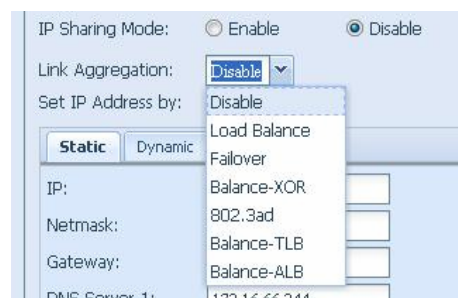 IP Sharing Mode: Enable Disable
Link Aggregation: Disable
Set IP Address by: Disable
Load Balance
Static Dynamic
Failover
IP: Balance-XOR
802.3ad
Netmask:
Balance-TLB
Gateway:
Balance-ALB